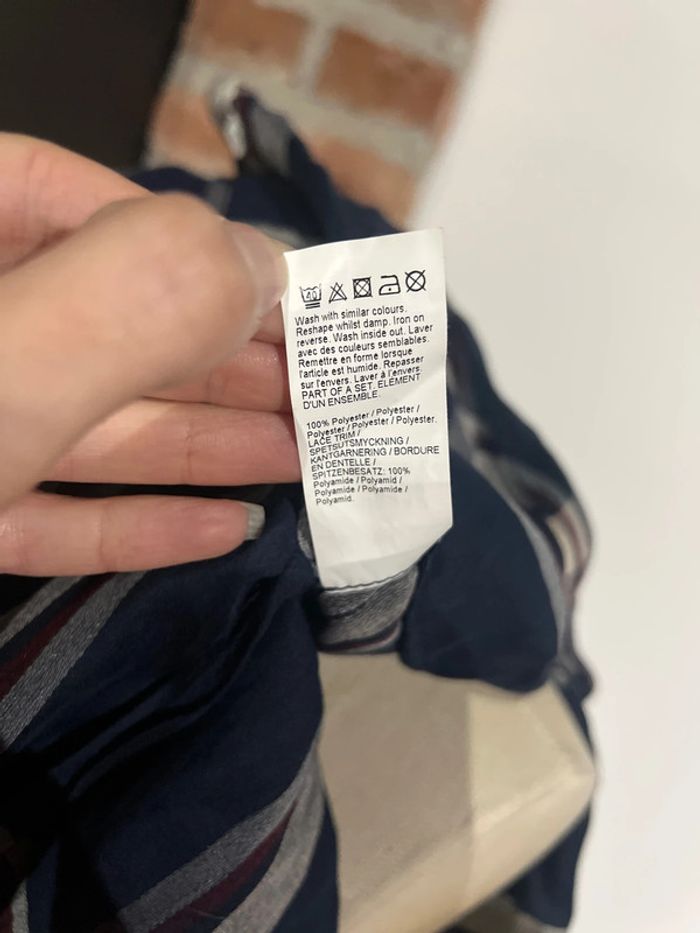 40
Wash with similar colours.
Reshape whilst damp. Iron on
reverse. Wash inside out. Laver
avec des couleurs semblables.
Remettre en forme lorsque
l'article est humide. Repasser
sur l'envers. Laver à l'envers.
PART OF A SET. ELEMENT
D'UN ENSEMBLE.
100% Polyester / Polyester /
Polyester / Polyester / Polyester.
LACE TRIM /
SPETSUTSMYCKNING /
KANTGARNERING / BORDURE
EN DENTELLE /
SPITZENBESATZ: 100%
Polyamide / Polyamid /
Polyamide / Polyamide /
Polyamid.